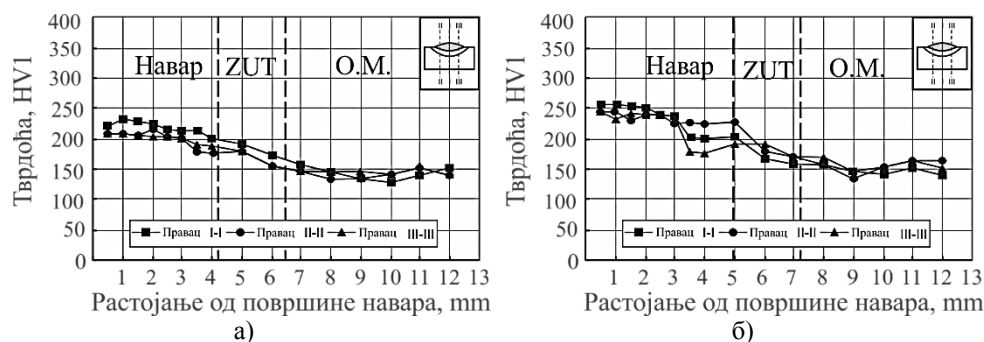 400
350
300
250
200
150
100
50
0
Тврдоћа, HV1
Навар ZUT О.М.
II III
II III
Правац I-I Правац II-II Правац III-III
1 2 3 4 5 6 7 8 9 10 11 12 13
Растојање од површине навара, mm
а)
400
350
300
250
200
150
100
50
0
Тврдоћа, HV1
Навар ZUT О.М.
II III
II III
Правац I-I Правац II-II Правац III-III
1 2 3 4 5 6 7 8 9 10 11 12 13
Растојање од површине навара, mm
б)